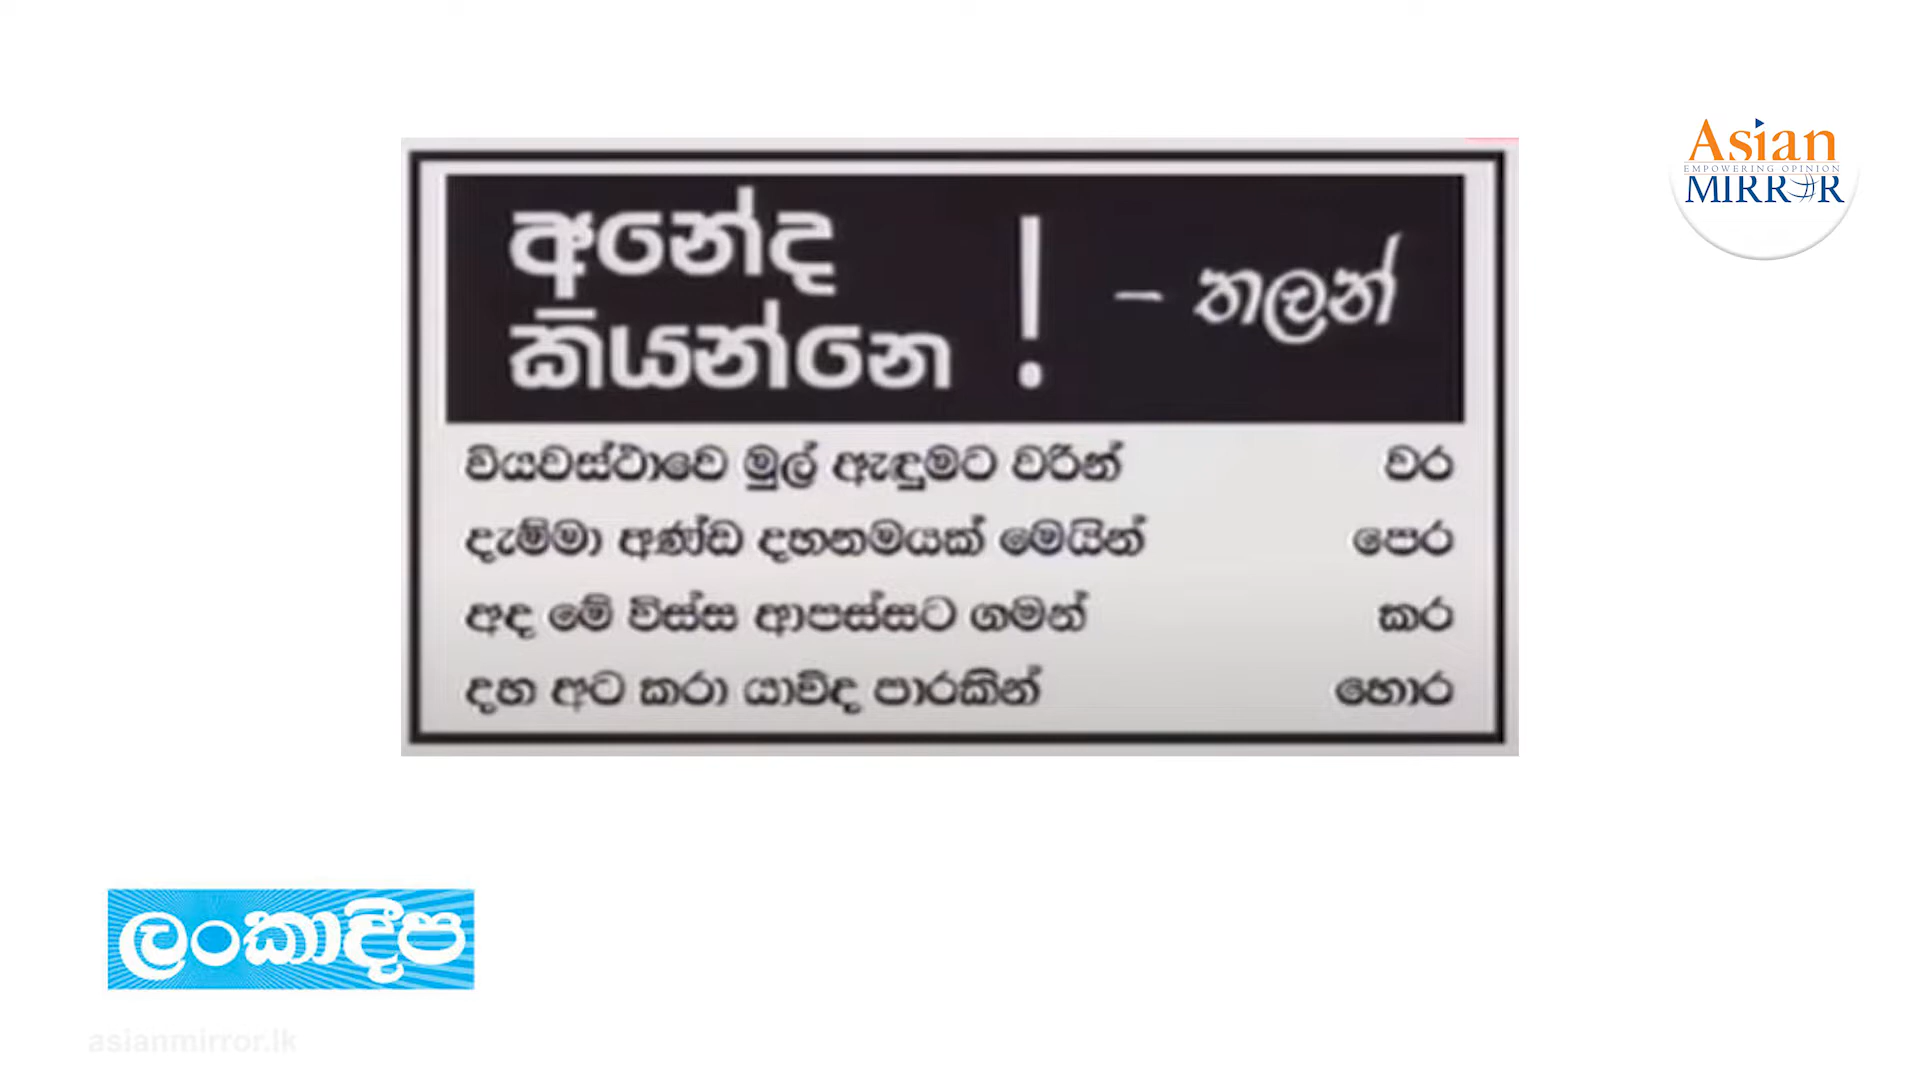 Asian
EMPOWERING OPINION
MIRROR
අනේද
කියන්නෙ ! – තලන්
ව්‍යවස්ථාවෙ මුල් ඇඳුමට වරින් වර
දැම්මා අණ්ඩ දහනමයක් මෙයින් පෙර
අද මේ විස්ස ආපස්සට ගමන් කර
දහ අට කරා යාවිද පාරකින් හොර
ලංකාදීප
asianmirror.lk